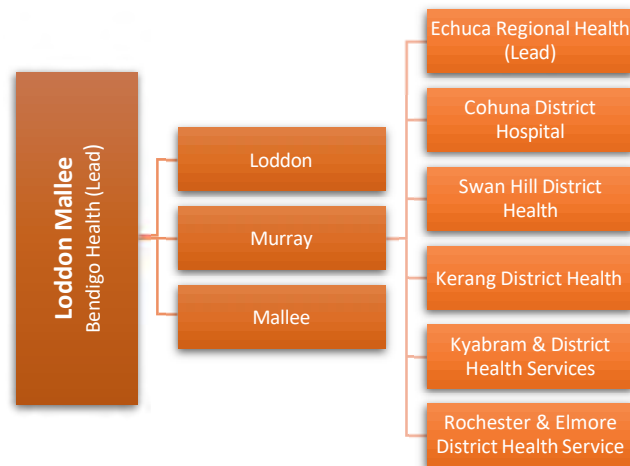 Loddon Mallee
Bendigo Health (Lead)
Loddon
Murray
Mallee
Echuca Regional Health
(Lead)
Cohuna District
Hospital
Swan Hill District
Health
Kerang District Health
Kyabram & District
Health Services
Rochester & Elmore
District Health Service